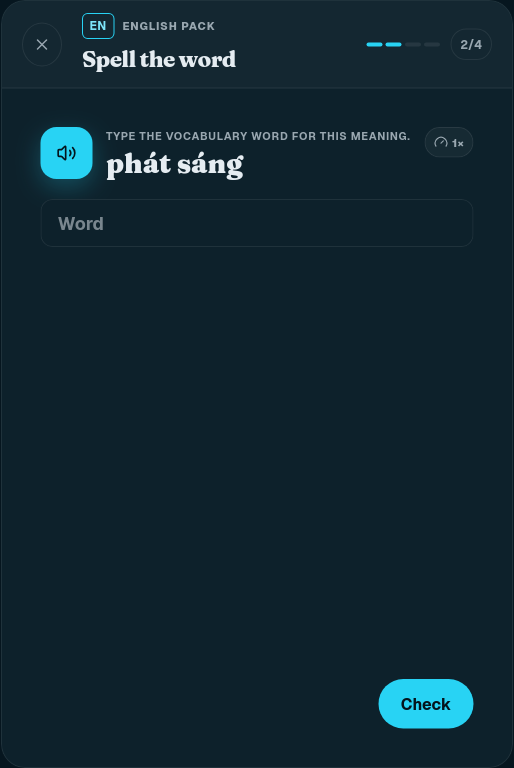 EN ENGLISH PACK
Spell the word
2/4
TYPE THE VOCABULARY WORD FOR THIS MEANING.
phát sáng
1×
Word
Check